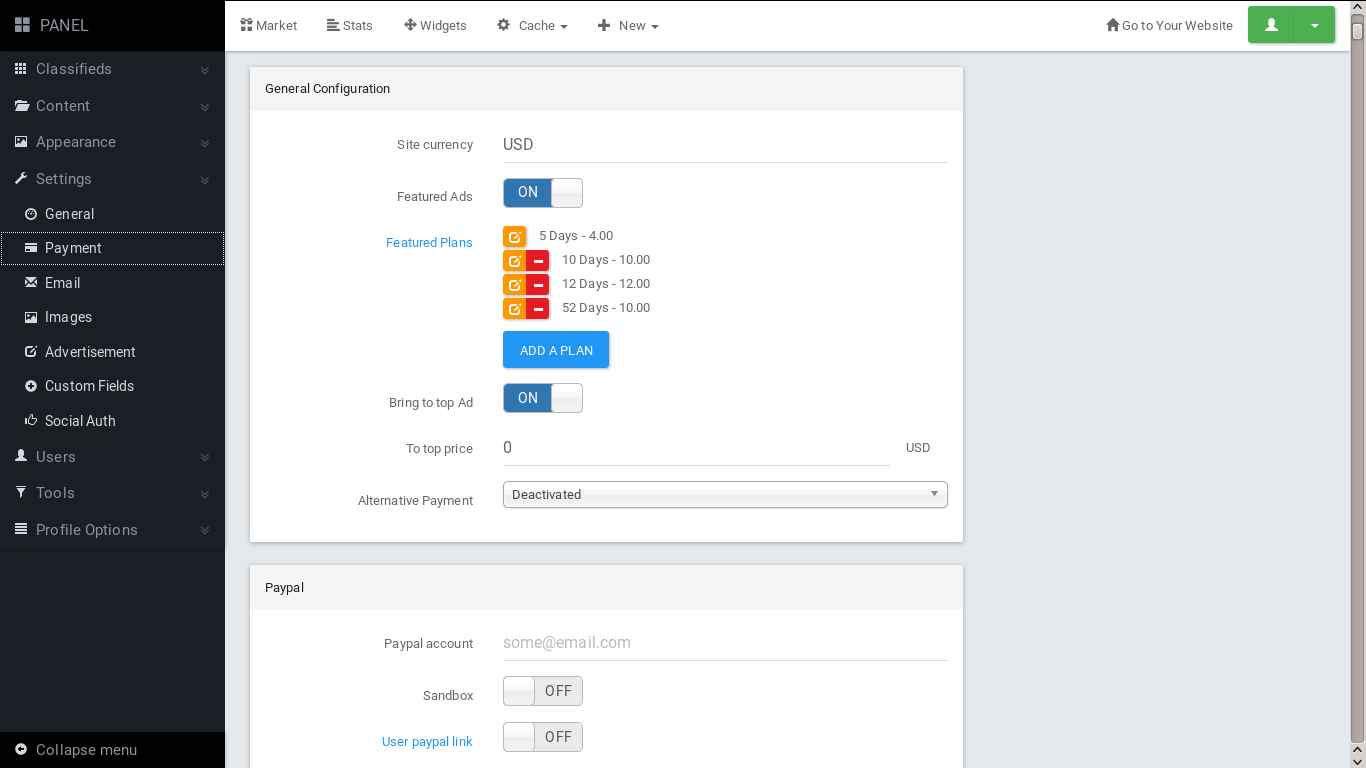 PANEL
Market
Stats
Widgets
Cache
New
Go to Your Website
Classifieds
Content
Appearance
Settings
General
Payment
Email
Images
Advertisement
Custom Fields
Social Auth
Users
Tools
Profile Options
Collapse menu
General Configuration
Site currency
USD
Featured Ads
ON
Featured Plans
5 Days - 4.00
10 Days - 10.00
12 Days - 12.00
52 Days - 10.00
ADD A PLAN
Bring to top Ad
ON
To top price
0
USD
Alternative Payment
Deactivated
Paypal
Paypal account
some@email.com
Sandbox
OFF
User paypal link
OFF